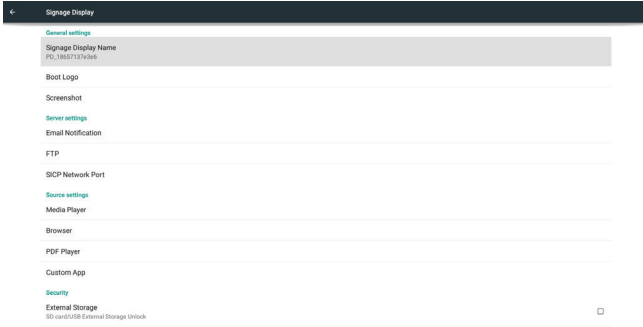 Signage Display
General settings
Signage Display Name
PD_18657137e3e6
Boot Logo
Screenshot
Server settings
Email Notification
FTP
SICP Network Port
Source settings
Media Player
Browser
PDF Player
Custom App
Security
External Storage
SD card/USB External Storage Unlock